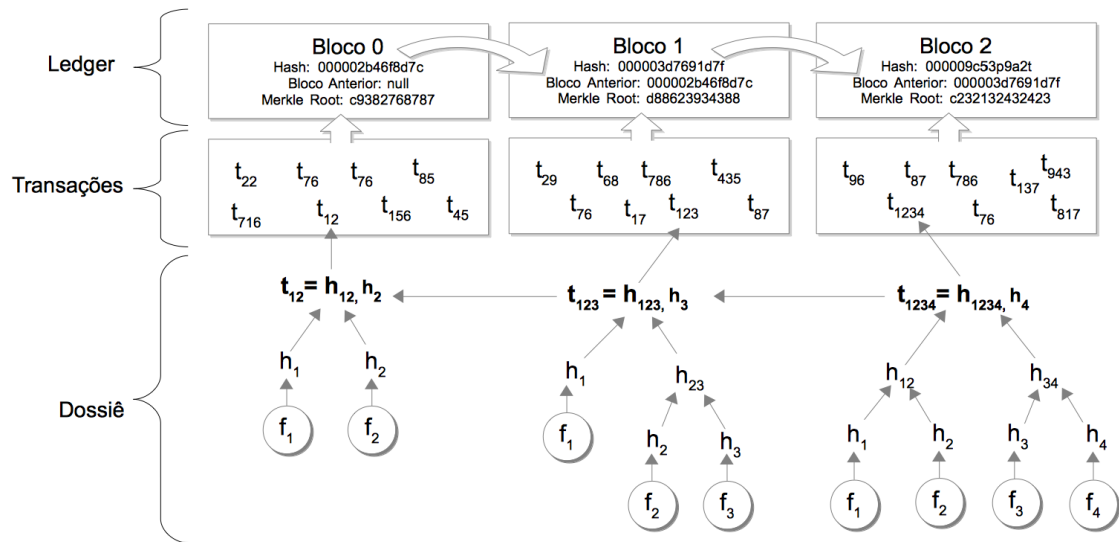 Ledger
Bloco 0
Hash: 000002b46f8d7c
Bloco Anterior: null
Merkle Root: c9382768787
Bloco 1
Hash: 000003d7691d7f
Bloco Anterior: 000002b46f8d7c
Merkle Root: d88623934388
Bloco 2
Hash: 000009c53p9a2t
Bloco Anterior: 000003d7691d7f
Merkle Root: c232132432423
Transações
t22 t76 t76 t85
t716 t12 t156 t45
t29 t68 t786 t435
t76 t17 t123 t87
t96 t87 t786 t137 t943
t1234 t76 t817
Dossiê
t12= h12, h2
h1 h2
f1 f2
t123 = h123, h3
h1 h23
f1 h2 h3
f2 f3
t1234= h1234, h4
h12 h34
h1 h2 h3 h4
f1 f2 f3 f4